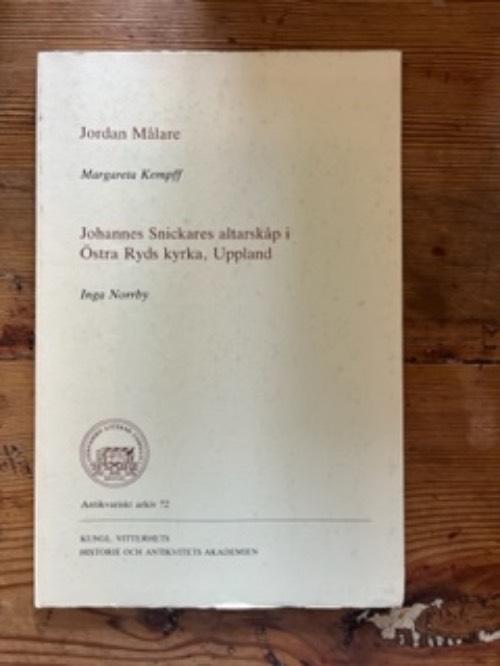 Jordan Målare
Margareta Kempff
Johannes Snickares altarskåp i
Östra Ryds kyrka, Uppland
Inga Norrby
Antikvariskt arkiv 72
KUNGL. VITTERHETS
HISTORIE OCH ANTIKVITETS AKADEMIEN